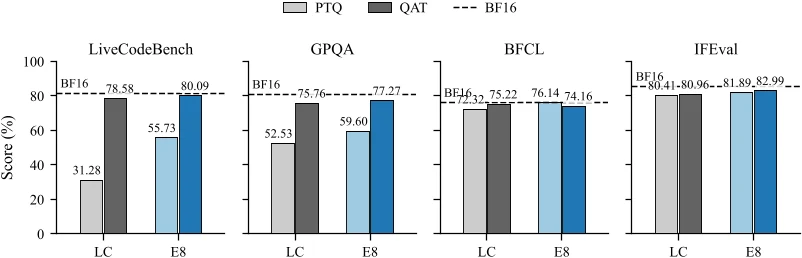 PTQ QAT BF16
LiveCodeBench GPQA BFCL IFEval
Score (%)
100
80
60
40
20
0
BF16
31.28
78.58
55.73
80.09
LC E8
BF16
52.53
75.76
59.60
77.27
LC E8
BF16
72.32
75.22
76.14
74.16
LC E8
BF16
80.41
80.96
81.89
82.99
LC E8